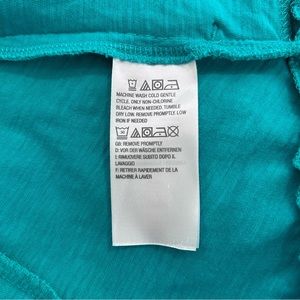 MACHINE WASH COLD GENTLE
CYCLE. ONLY NON-CHLORINE
BLEACH WHEN NEEDED. TUMBLE
DRY LOW. REMOVE PROMPTLY. LOW
IRON IF NEEDED
GB: REMOVE PROMPTLY
D: VOR DER WÄSCHE ENTFERNEN
I: RIMUOVERE SUBITO DOPO IL
LAVAGGIO
F: RETIRER RAPIDEMENT DE LA
MACHINE À LAVER